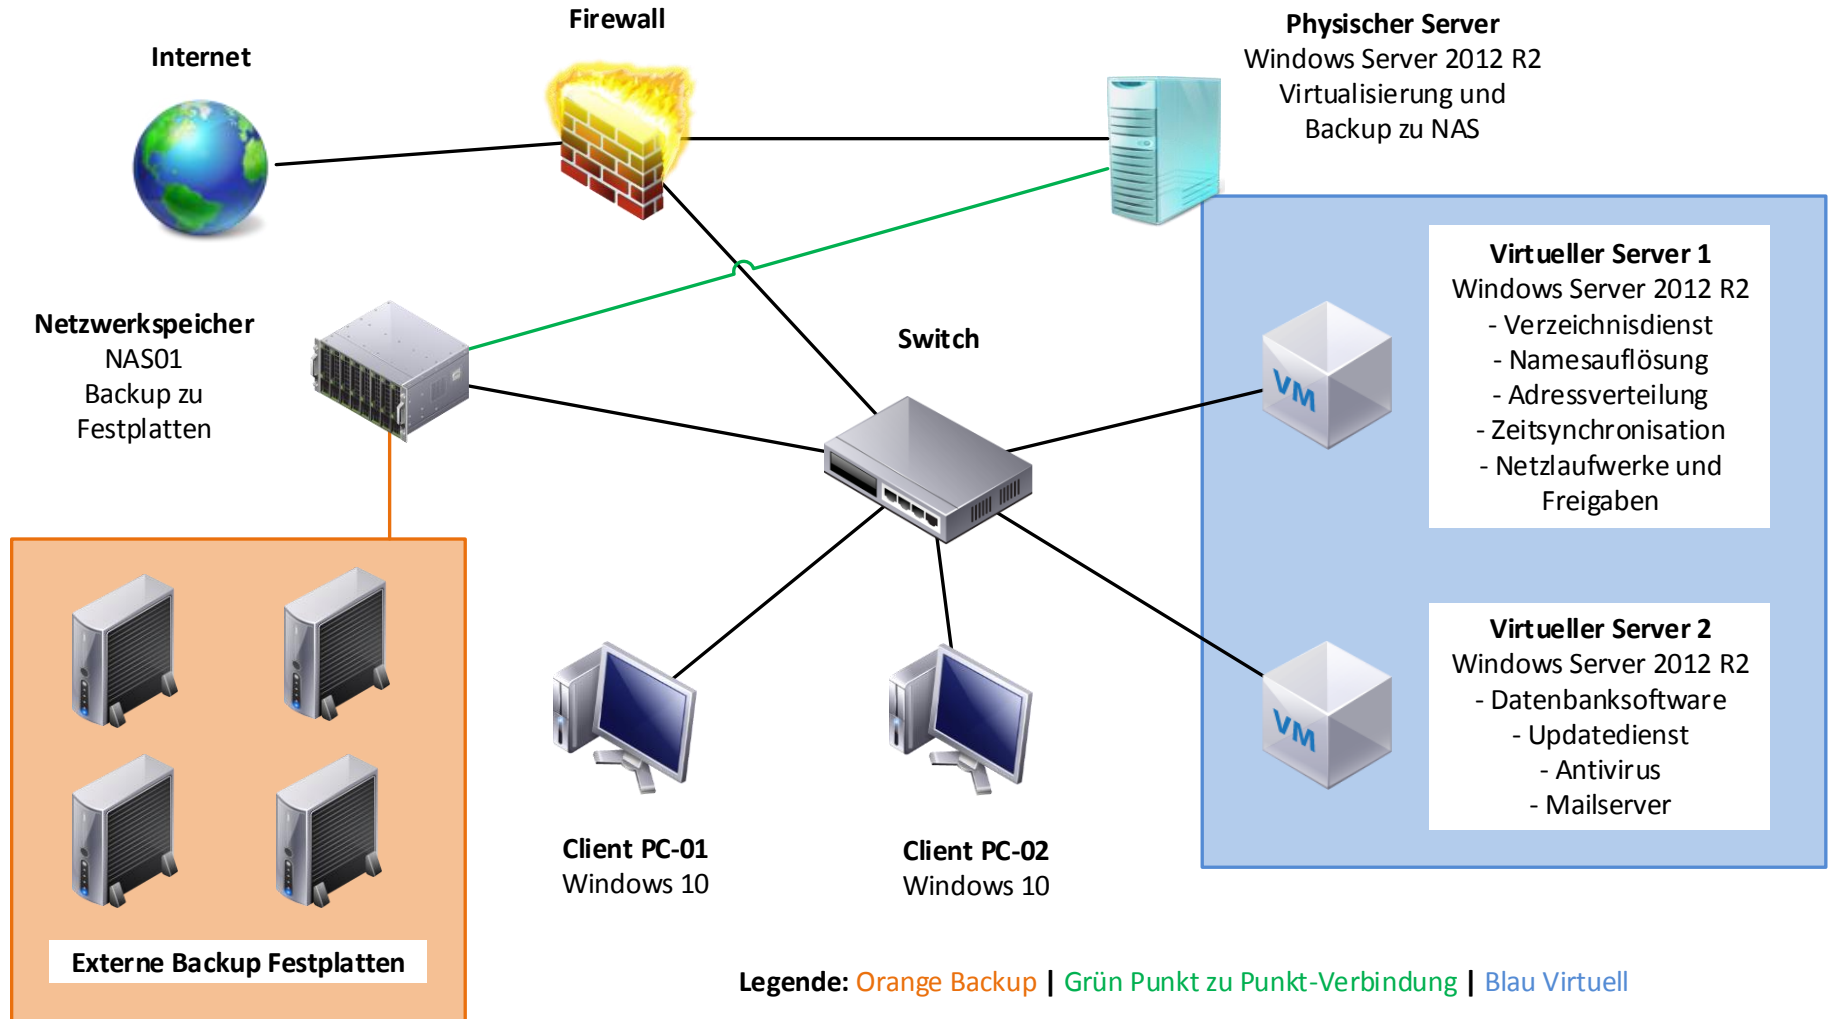 Internet
Firewall
Physischer Server
Windows Server 2012 R2
Virtualisierung und
Backup zu NAS
Netzwerkspeicher
NAS01
Backup zu
Festplatten
Switch
VM
Virtueller Server 1
Windows Server 2012 R2
- Verzeichnisdienst
- Namesauflösung
- Adressverteilung
- Zeitsynchronisation
- Netzlaufwerke und
Freigaben
VM
Virtueller Server 2
Windows Server 2012 R2
- Datenbanksoftware
- Updatedienst
- Antivirus
- Mailserver
Client PC-01
Windows 10
Client PC-02
Windows 10
Externe Backup Festplatten
Legende: Orange Backup | Grün Punkt zu Punkt-Verbindung | Blau Virtuell